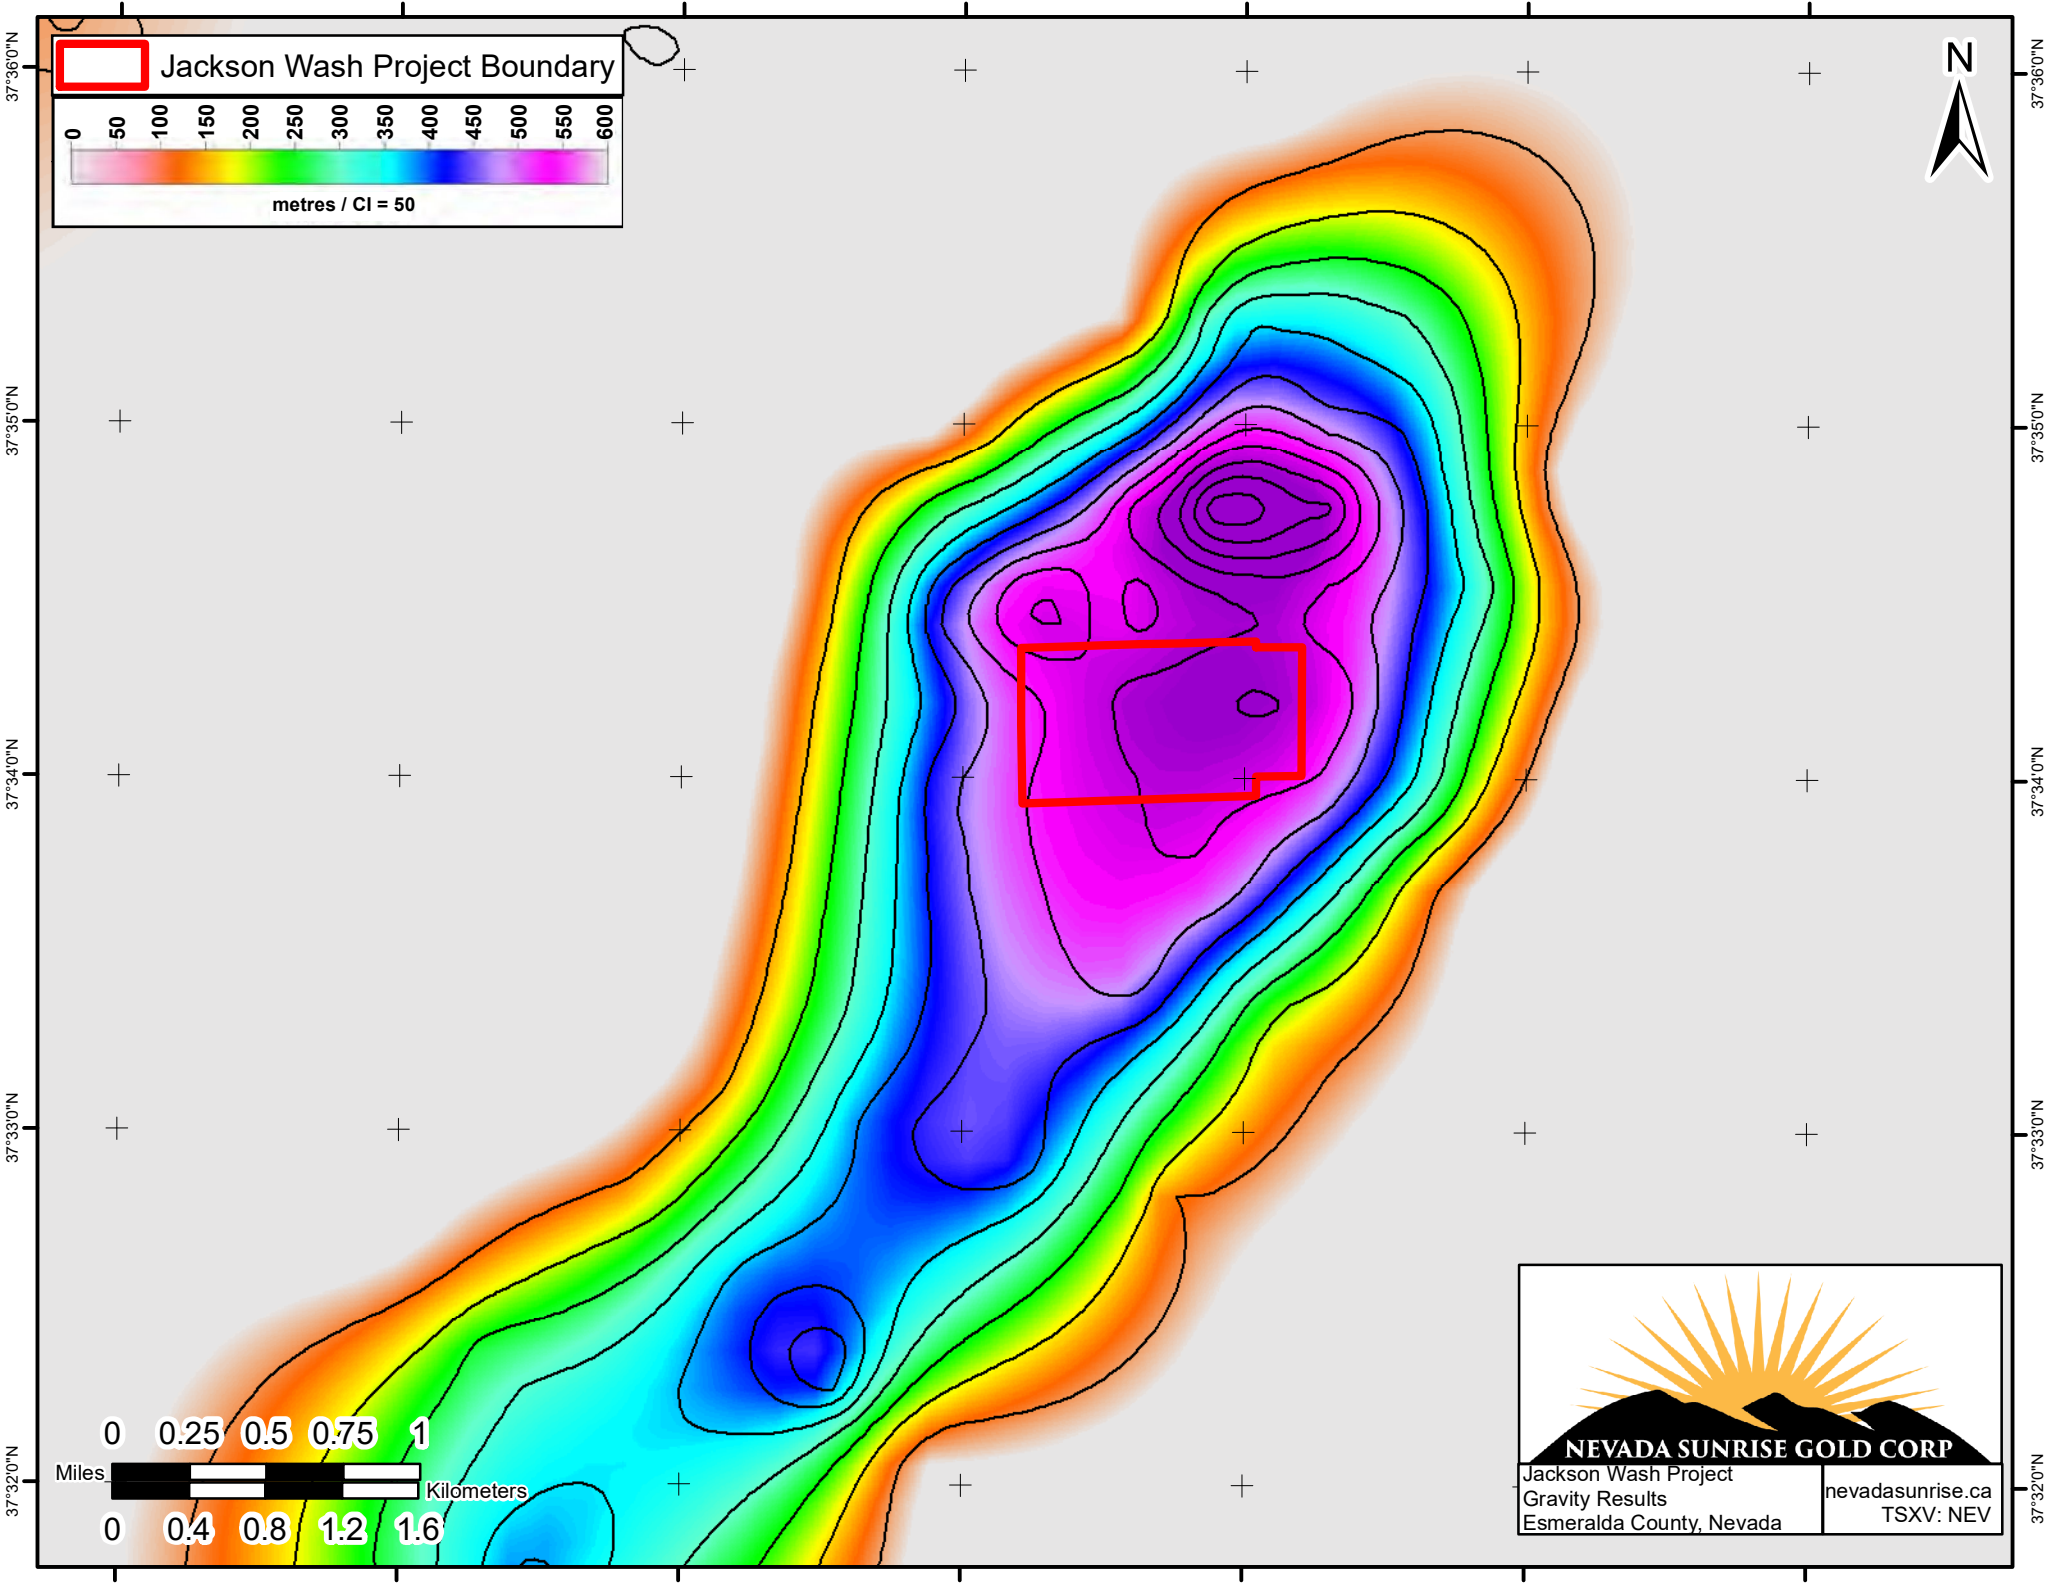 Jackson Wash Project Boundary
0 50 100 150 200 250 300 350 400 450 500 550 600
metres / CI = 50
N
37°36'0"N
37°36'0"N
37°35'0"N
37°35'0"N
37°34'0"N
37°34'0"N
37°33'0"N
37°33'0"N
37°32'0"N
37°32'0"N
0 0.25 0.5 0.75 1
Miles
Kilometers
0 0.4 0.8 1.2 1.6
NEVADA SUNRISE GOLD CORP
Jackson Wash Project
Gravity Results
Esmeralda County, Nevada
nevadasunrise.ca
TSXV: NEV